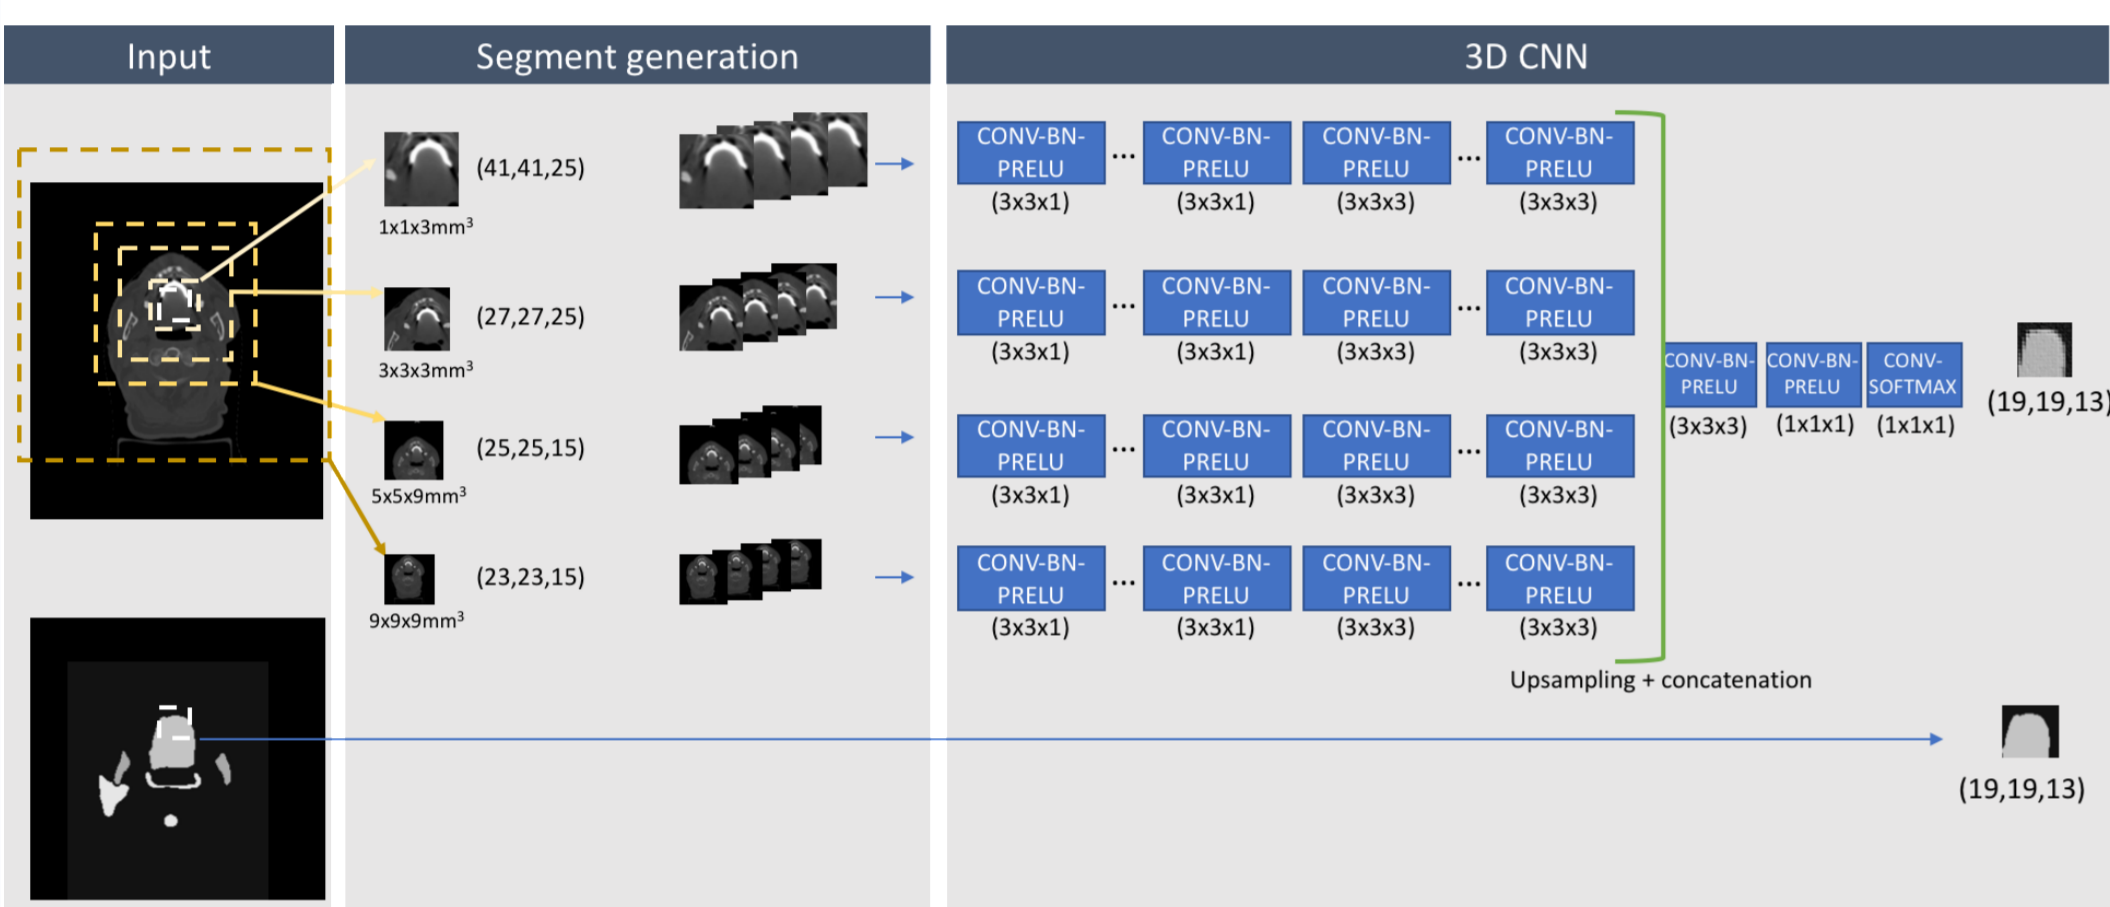 Input
Segment generation
3D CNN
(41,41,25)
1x1x3mm³
CONV-BN-
PRELU
(3x3x1)
...
CONV-BN-
PRELU
(3x3x1)
CONV-BN-
PRELU
(3x3x3)
...
CONV-BN-
PRELU
(3x3x3)
(27,27,25)
3x3x3mm³
CONV-BN-
PRELU
(3x3x1)
...
CONV-BN-
PRELU
(3x3x1)
CONV-BN-
PRELU
(3x3x3)
...
CONV-BN-
PRELU
(3x3x3)
(25,25,15)
5x5x9mm³
CONV-BN-
PRELU
(3x3x1)
...
CONV-BN-
PRELU
(3x3x1)
CONV-BN-
PRELU
(3x3x3)
...
CONV-BN-
PRELU
(3x3x3)
(23,23,15)
9x9x9mm³
CONV-BN-
PRELU
(3x3x1)
...
CONV-BN-
PRELU
(3x3x1)
CONV-BN-
PRELU
(3x3x3)
...
CONV-BN-
PRELU
(3x3x3)
Upsampling + concatenation
CONV-BN-
PRELU
(3x3x3)
CONV-BN-
PRELU
(1x1x1)
CONV-
SOFTMAX
(1x1x1)
(19,19,13)
(19,19,13)